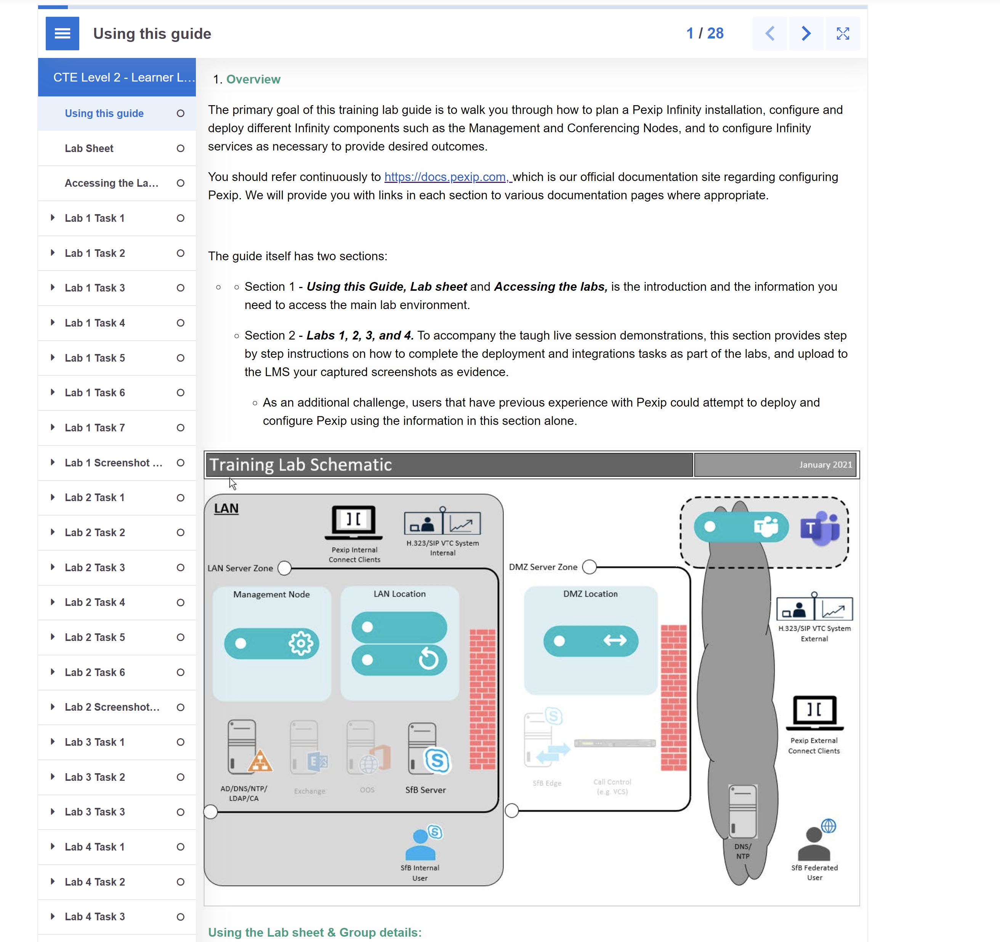 Using this guide
1 / 28
CTE Level 2 - Learner L...
Using this guide
Lab Sheet
Accessing the La...
Lab 1 Task 1
Lab 1 Task 2
Lab 1 Task 3
Lab 1 Task 4
Lab 1 Task 5
Lab 1 Task 6
Lab 1 Task 7
Lab 1 Screenshot ...
Lab 2 Task 1
Lab 2 Task 2
Lab 2 Task 3
Lab 2 Task 4
Lab 2 Task 5
Lab 2 Task 6
Lab 2 Screenshot...
Lab 3 Task 1
Lab 3 Task 2
Lab 3 Task 3
Lab 4 Task 1
Lab 4 Task 2
Lab 4 Task 3
1. Overview
The primary goal of this training lab guide is to walk you through how to plan a Pexip Infinity installation, configure and
deploy different Infinity components such as the Management and Conferencing Nodes, and to configure Infinity
services as necessary to provide desired outcomes.
You should refer continuously to https://docs.pexip.com, which is our official documentation site regarding configuring
Pexip. We will provide you with links in each section to various documentation pages where appropriate.
The guide itself has two sections:
Section 1 - Using this Guide, Lab sheet and Accessing the labs, is the introduction and the information you
need to access the main lab environment.
Section 2 - Labs 1, 2, 3, and 4. To accompany the taugh live session demonstrations, this section provides step
by step instructions on how to complete the deployment and integrations tasks as part of the labs, and upload to
the LMS your captured screenshots as evidence.
As an additional challenge, users that have previous experience with Pexip could attempt to deploy and
configure Pexip using the information in this section alone.
Training Lab Schematic
January 2021
LAN
Pexip Internal
Connect Clients
H.323/SIP VTC System
Internal
LAN Server Zone
Management Node
LAN Location
AD/DNS/NTP/
LDAP/CA
Exchange
OOS
SfB Server
SfB Internal
User
DMZ Server Zone
DMZ Location
SfB Edge
Call Control
(e.g. VCS)
T
T
H.323/SIP VTC System
External
Pexip External
Connect Clients
DNS/
NTP
SfB Federated
User
Using the Lab sheet & Group details: